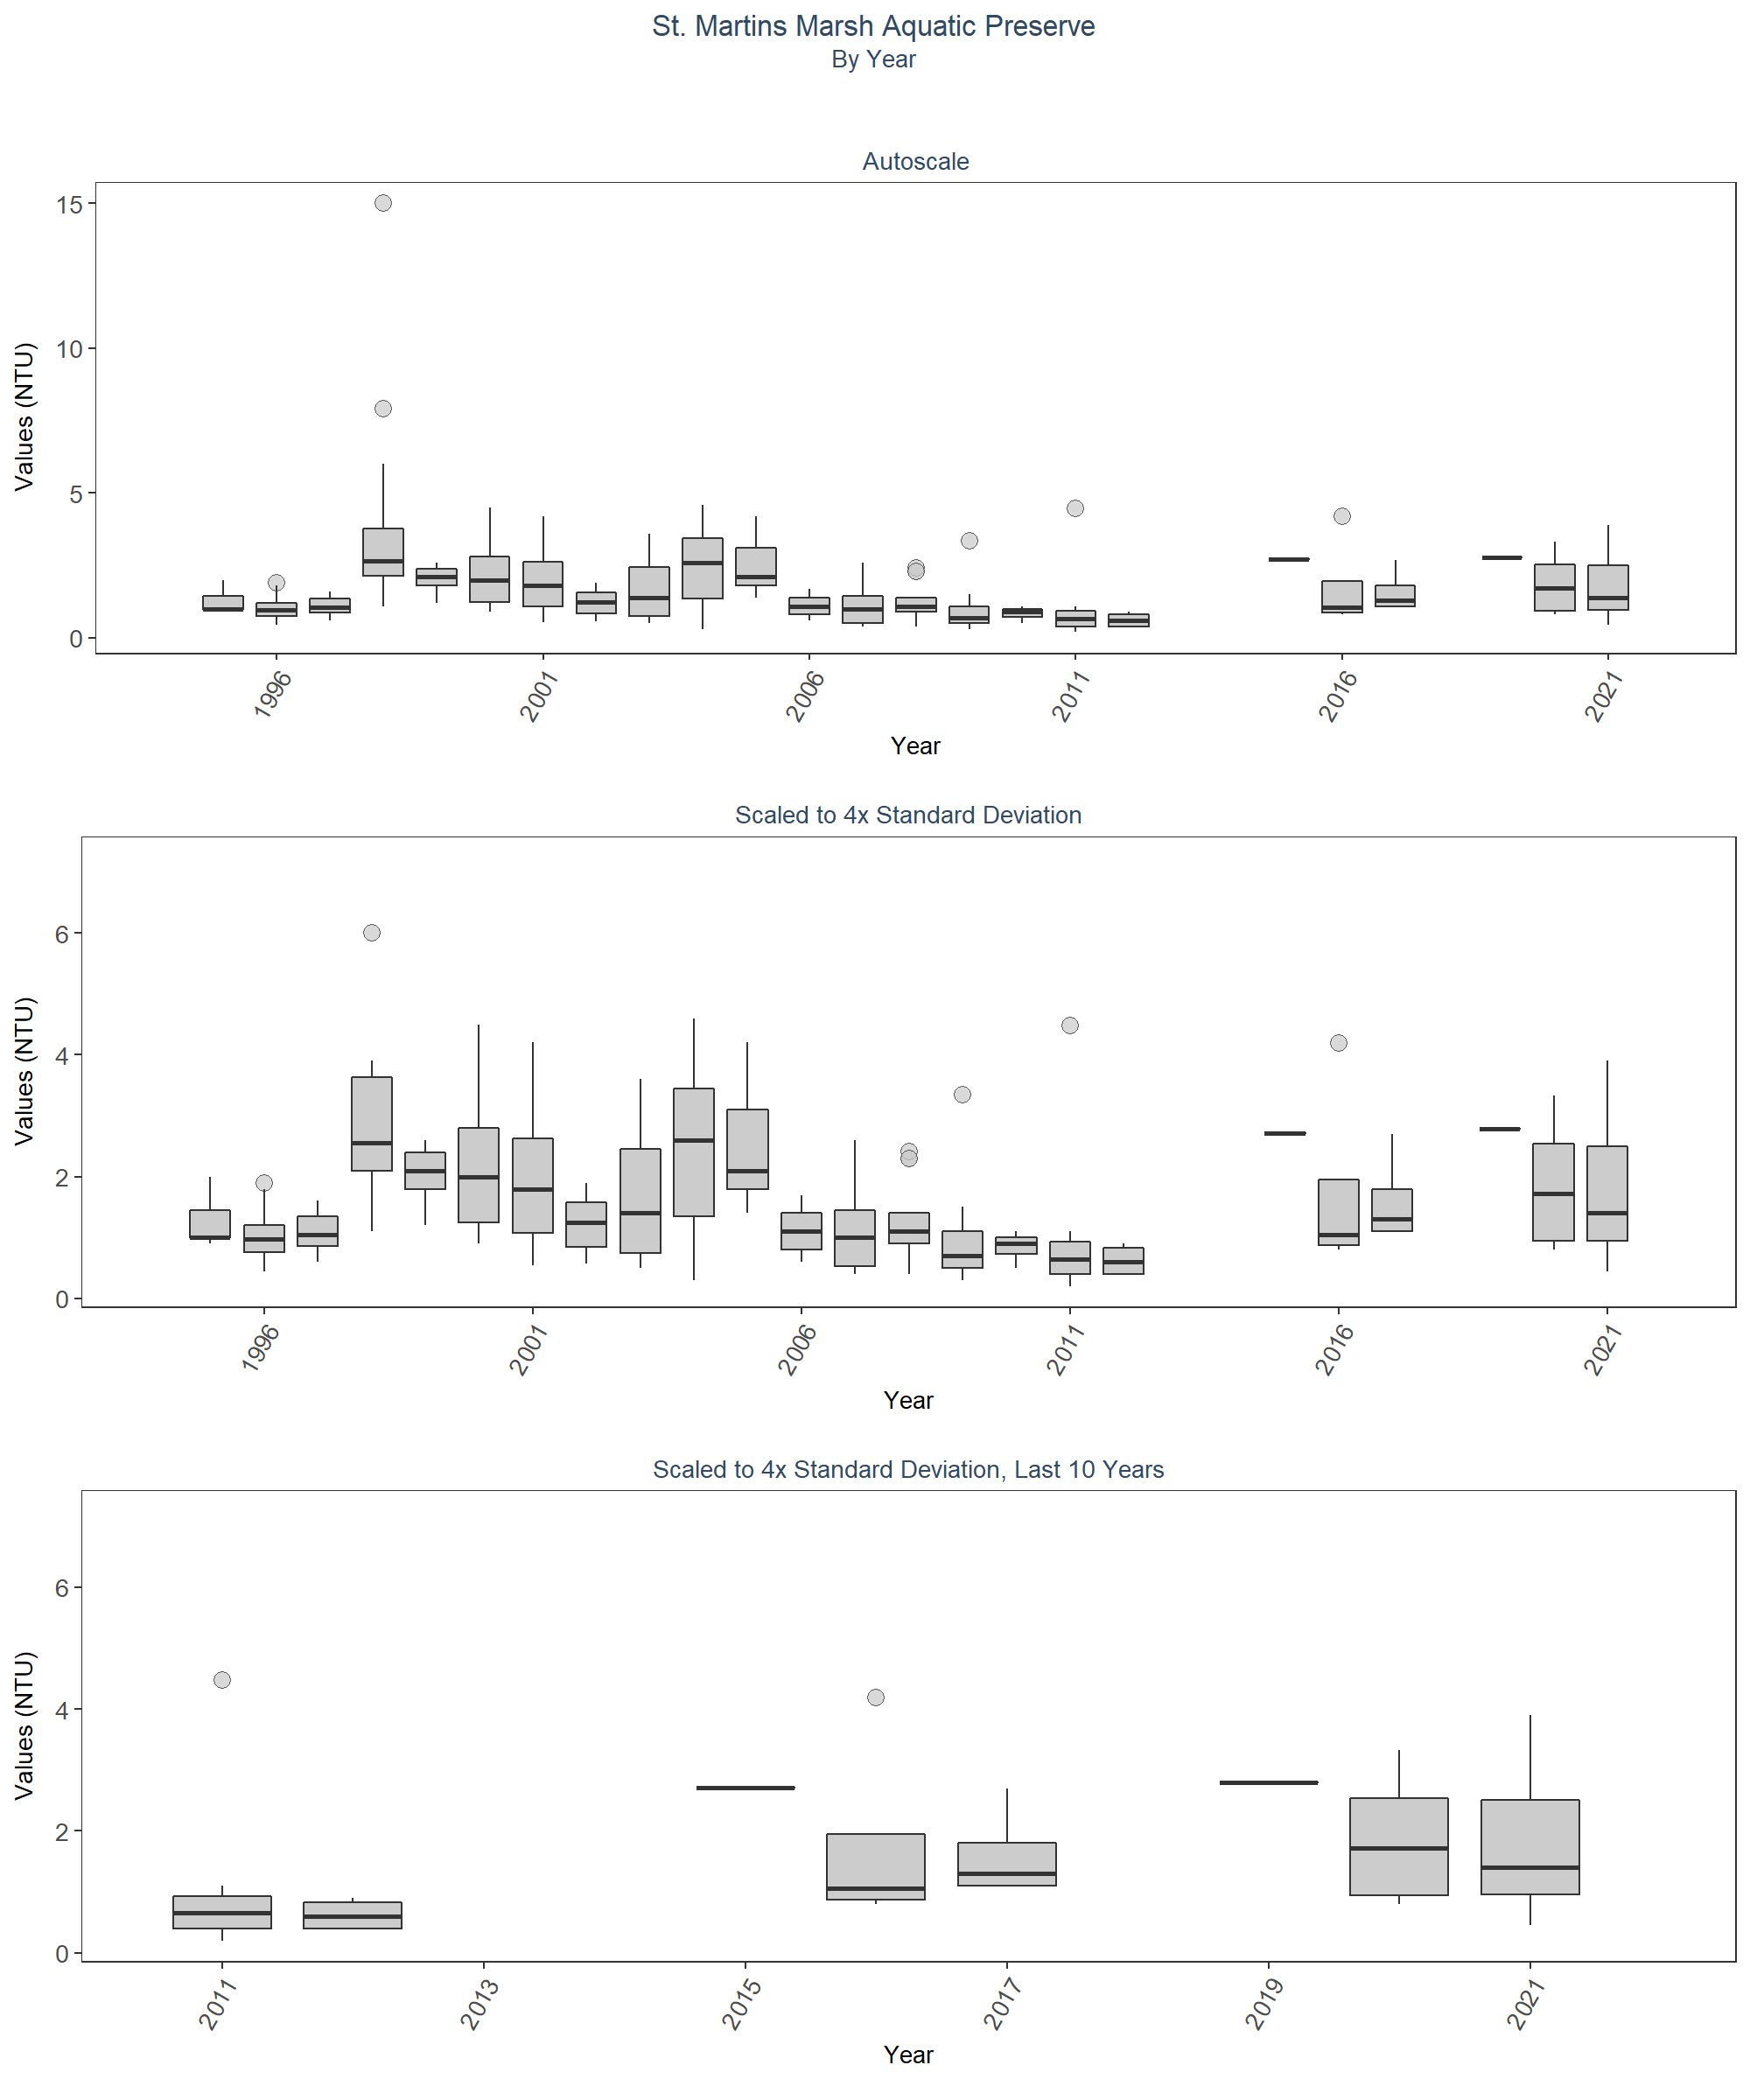 St. Martins Marsh Aquatic Preserve
By Year
Autoscale
Values (NTU)
15
10
5
0
1996 2001 2006 2011 2016 2021
Year
Scaled to 4x Standard Deviation
Values (NTU)
6
4
2
0
1996 2001 2006 2011 2016 2021
Year
Scaled to 4x Standard Deviation, Last 10 Years
Values (NTU)
6
4
2
0
2011 2013 2015 2017 2019 2021
Year